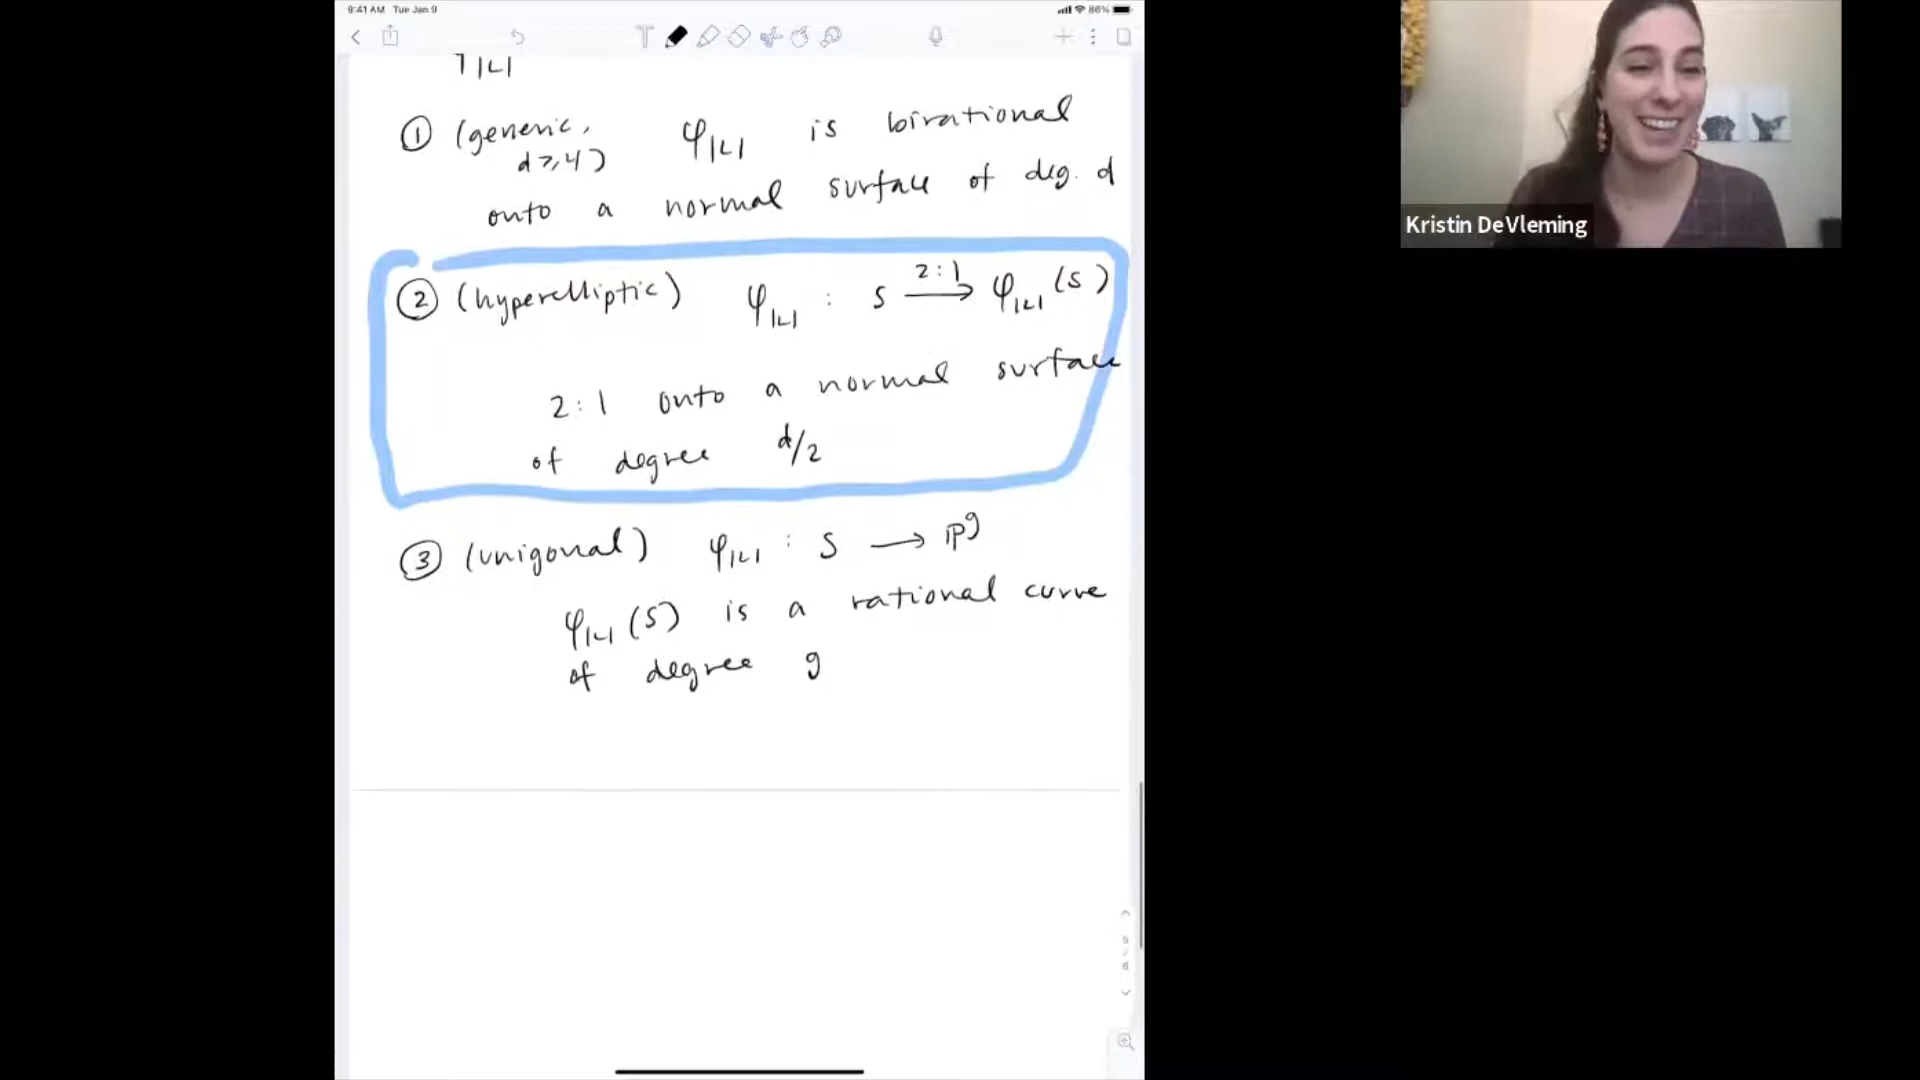 9:41 AM Tue Jan 9
86%
φ|L|
① (generic, φ|L| is birational
d≥4)
onto a normal surface of deg. d
② (hyperelliptic) φ|L| : S 2:1→ φ|L|(S)
2:1 onto a normal surface
of degree d/2
③ (unigonal) φ|L| : S → ℙ^g
φ|L|(S) is a rational curve
of degree g
Kristin DeVleming